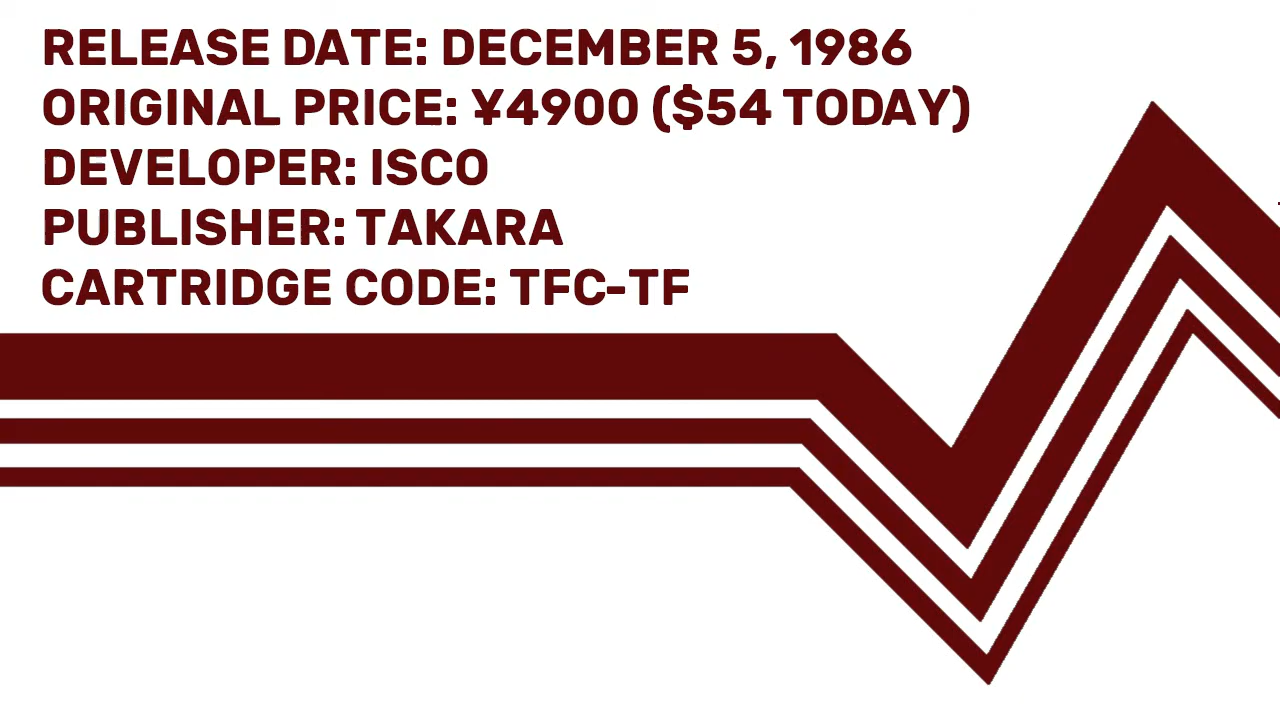 RELEASE DATE: DECEMBER 5, 1986
ORIGINAL PRICE: ¥4900 ($54 TODAY)
DEVELOPER: ISCO
PUBLISHER: TAKARA
CARTRIDGE CODE: TFC-TF